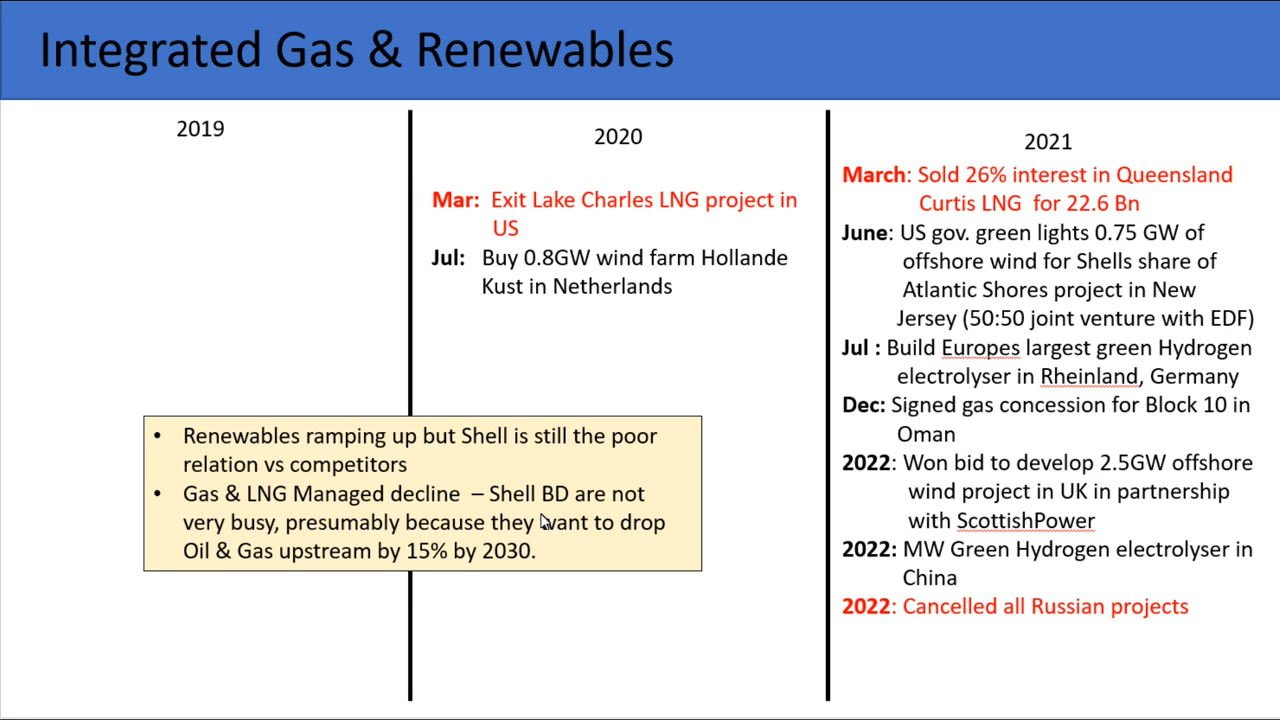 Integrated Gas & Renewables
2019
2020
Mar: Exit Lake Charles LNG project in
US
Jul: Buy 0.8GW wind farm Hollande
Kust in Netherlands
2021
March: Sold 26% interest in Queensland
Curtis LNG for 22.6 Bn
June: US gov. green lights 0.75 GW of
offshore wind for Shells share of
Atlantic Shores project in New
Jersey (50:50 joint venture with EDF)
Jul : Build Europes largest green Hydrogen
electrolyser in Rheinland, Germany
Dec: Signed gas concession for Block 10 in
Oman
2022: Won bid to develop 2.5GW offshore
wind project in UK in partnership
with ScottishPower
2022: MW Green Hydrogen electrolyser in
China
2022: Cancelled all Russian projects
• Renewables ramping up but Shell is still the poor
relation vs competitors
• Gas & LNG Managed decline – Shell BD are not
very busy, presumably because they want to drop
Oil & Gas upstream by 15% by 2030.